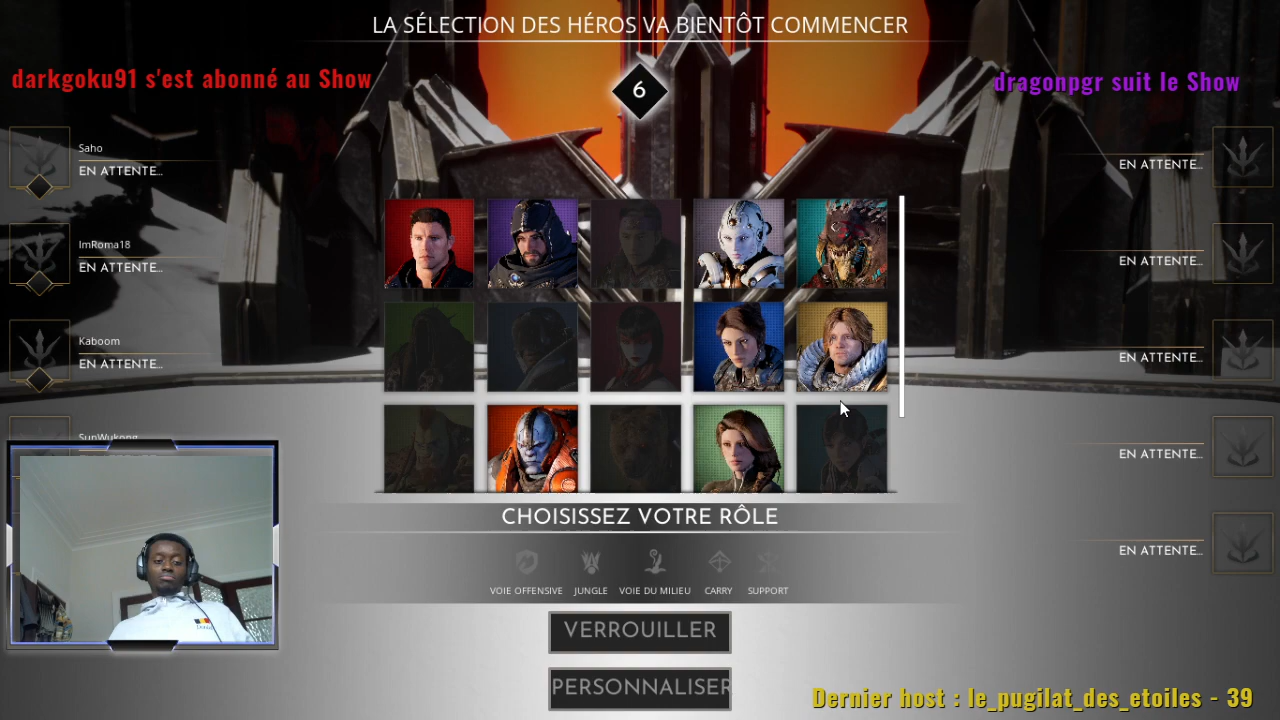 LA SÉLECTION DES HÉROS VA BIENTÔT COMMENCER
darkgoku91 s'est abonné au Show
6
dragonpgr suit le Show
Saho
EN ATTENTE...
ImRoma18
EN ATTENTE...
Kaboom
EN ATTENTE...
SunWukong
EN ATTENTE...
EN ATTENTE...
EN ATTENTE...
EN ATTENTE...
EN ATTENTE...
CHOISISSEZ VOTRE RÔLE
VOIE OFFENSIVE JUNGLE VOIE DU MILIEU CARRY SUPPORT
VERROUILLER
PERSONNALISER
Dernier host : le_pugilat_des_etoiles - 39